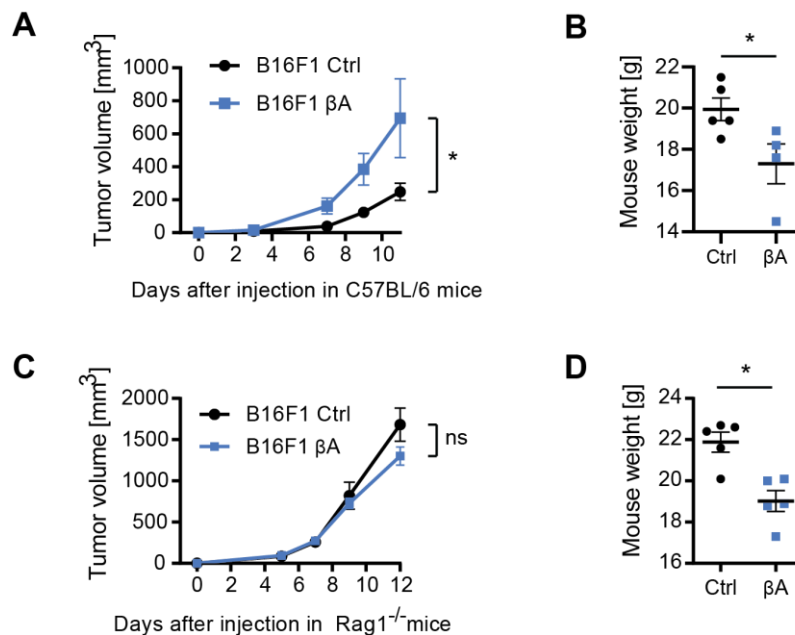 A
B16F1 Ctrl
B16F1 βA
Tumor volume [mm³]
1000
800
600
400
200
0
*
0 2 4 6 8 10
Days after injection in C57BL/6 mice
B
*
Mouse weight [g]
22
20
18
16
14
Ctrl βA
C
B16F1 Ctrl
B16F1 βA
Tumor volume [mm³]
2000
1500
1000
500
0
ns
0 2 4 6 8 10 12
Days after injection in Rag1⁻/⁻mice
D
*
Mouse weight [g]
24
22
20
18
16
Ctrl βA